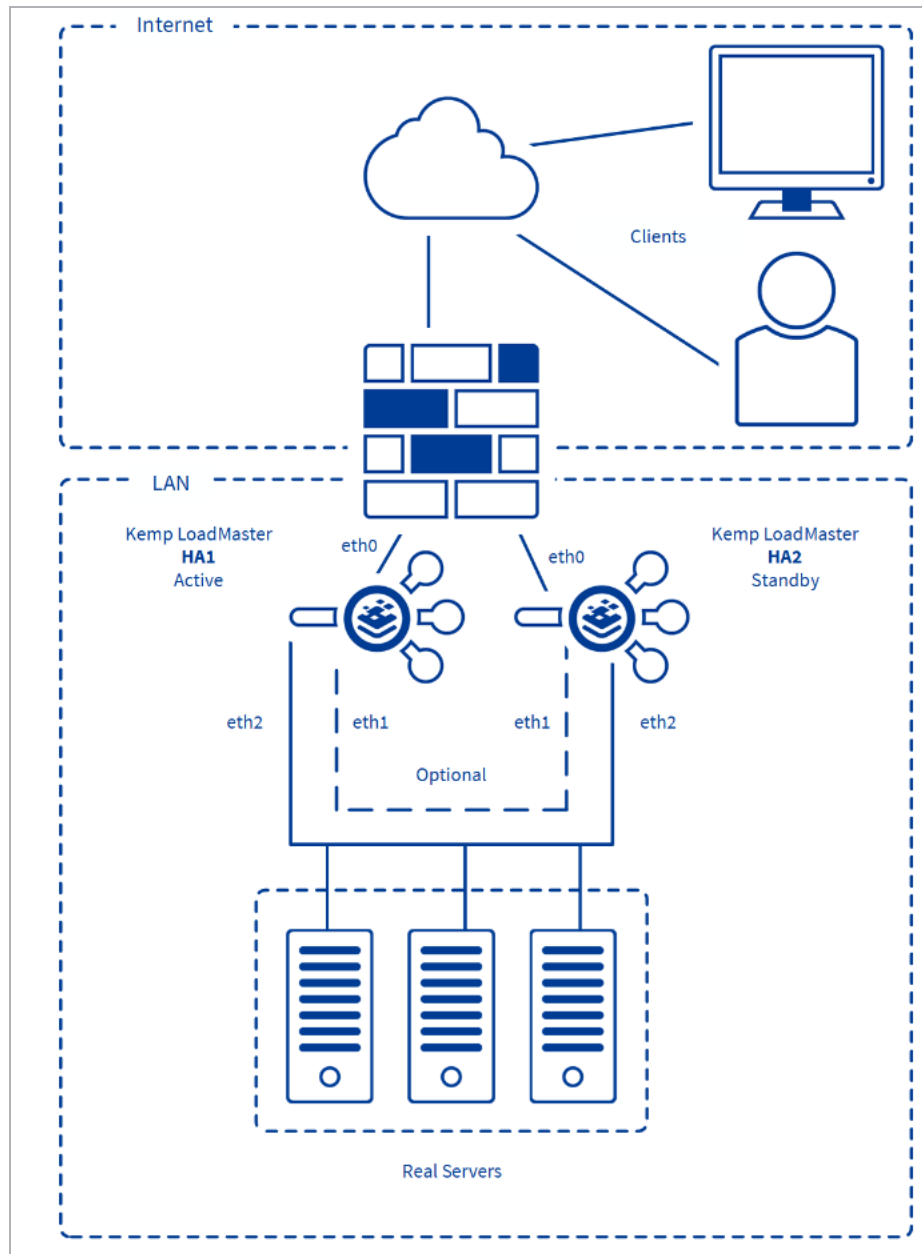 Internet
Clients
LAN
Kemp LoadMaster
HA1
Active
eth0
eth0
Kemp LoadMaster
HA2
Standby
eth2
eth1
eth1
eth2
Optional
Real Servers